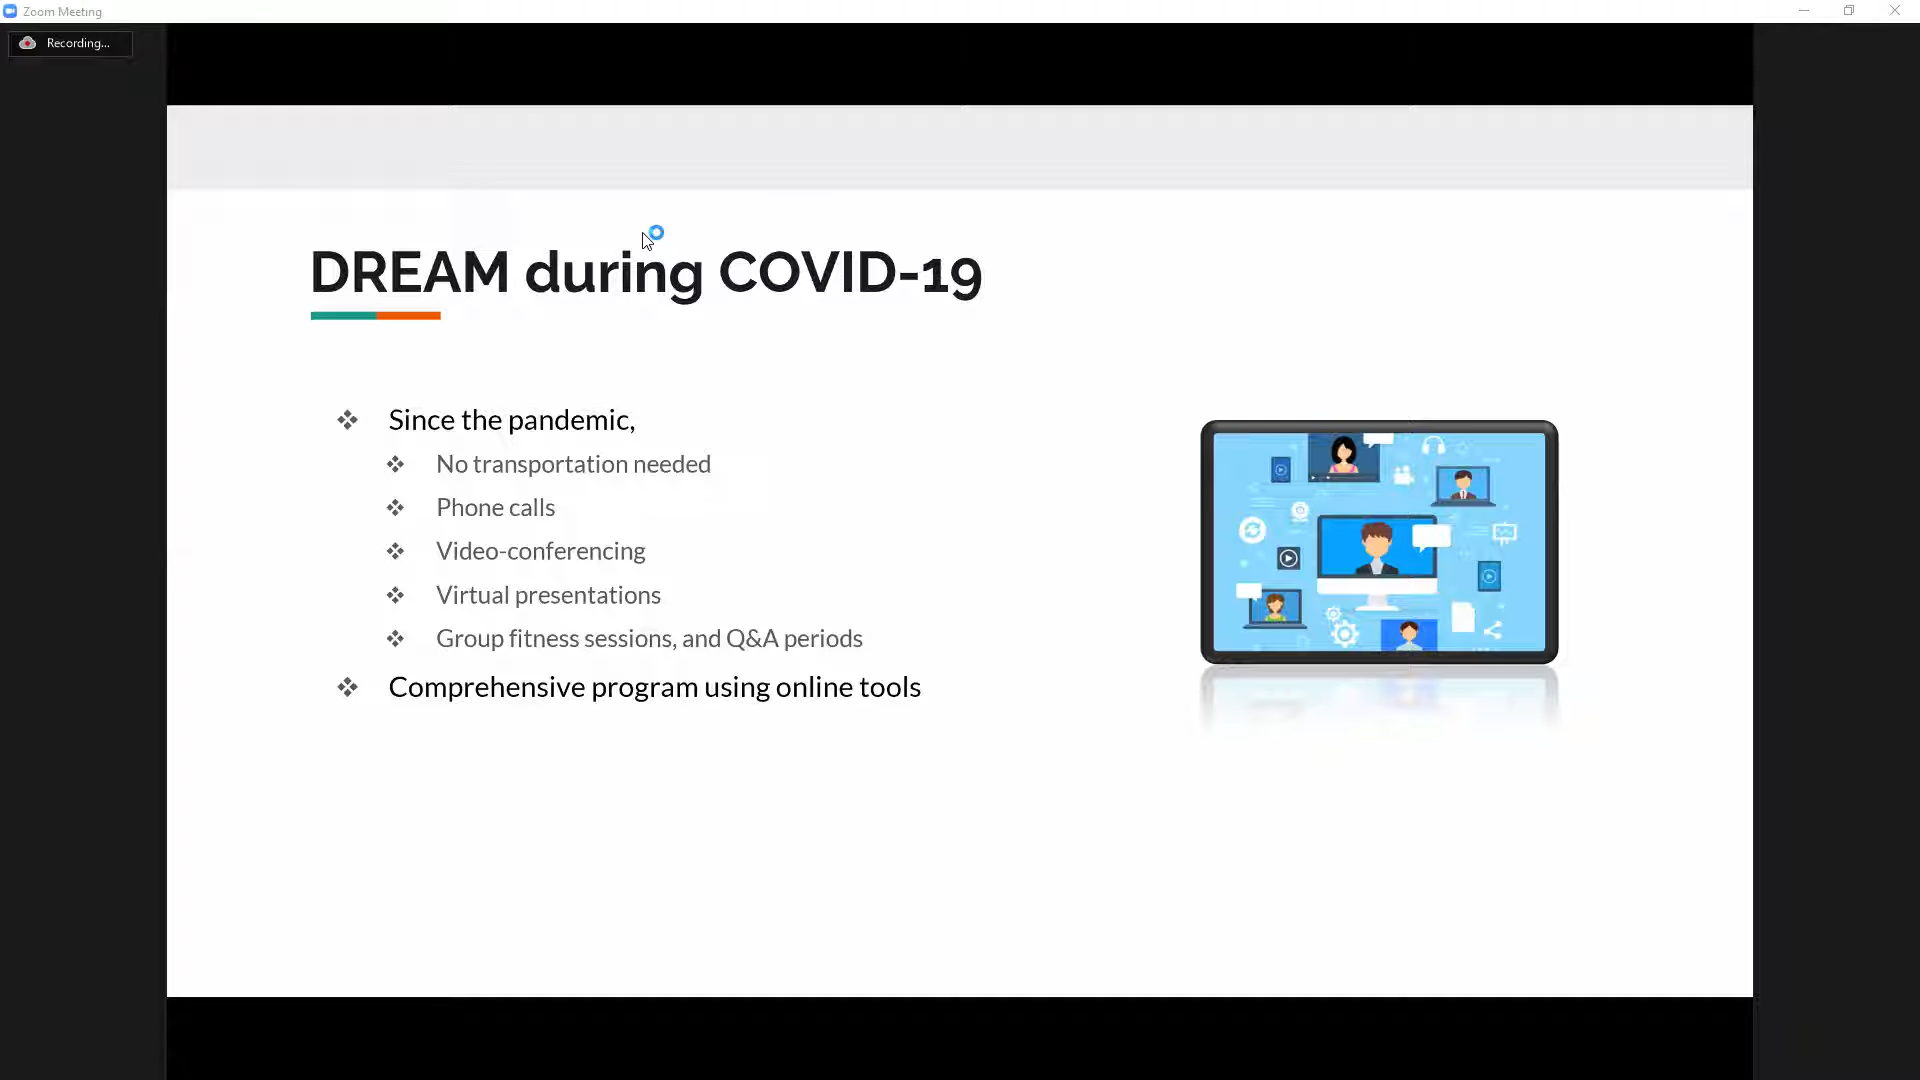 Zoom Meeting
Recording...
DREAM during COVID-19
Since the pandemic,
No transportation needed
Phone calls
Video-conferencing
Virtual presentations
Group fitness sessions, and Q&A periods
Comprehensive program using online tools